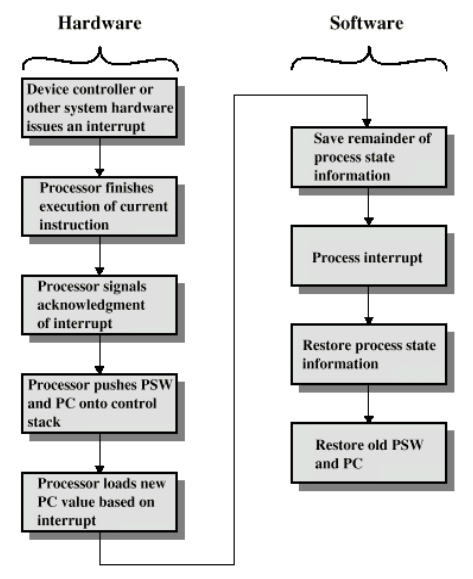 Hardware
Device controller or
other system hardware
issues an interrupt
Processor finishes
execution of current
instruction
Processor signals
acknowledgment
of interrupt
Processor pushes PSW
and PC onto control
stack
Processor loads new
PC value based on
interrupt
Software
Save remainder of
process state
information
Process interrupt
Restore process state
information
Restore old PSW
and PC